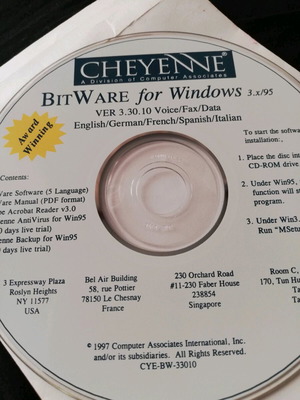 CHEYENNE®
A Division of Computer Associates
BITWARE for Windows 3.x/95
VER 3.30.10 Voice/Fax/Data
English/German/French/Spanish/Italian
Award
Winning
Contents:
Ware Software (5 Language)
Ware Manual (PDF format)
be Acrobat Reader v3.0
enne AntiVirus for Win95
0 days live trial)
enne Backup for Win95
days live trial)
To start the softwa
installation:,
1. Place the disc into
CD-ROM drive.
2. Under Win95,
function will st
program.
3. Under Win3.
Run "MSetu
3 Expressway Plaza
Roslyn Heights
NY 11577
USA
Bel Air Building
58, rue Pottier
78150 Le Chesnay
France
230 Orchard Road
#11-230 Faber House
238854
Singapore
Room C,
170, Tun Hu
Tai
© 1997 Computer Associates International, Inc.
and/or its subsidiaries. All Rights Reserved.
CYE-BW-33010